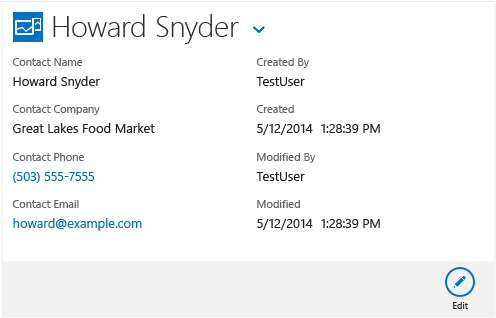 Howard Snyder
Contact Name
Howard Snyder
Contact Company
Great Lakes Food Market
Contact Phone
(503) 555-7555
Contact Email
howard@example.com
Created By
TestUser
Created
5/12/2014 1:28:39 PM
Modified By
TestUser
Modified
5/12/2014 1:28:39 PM
Edit